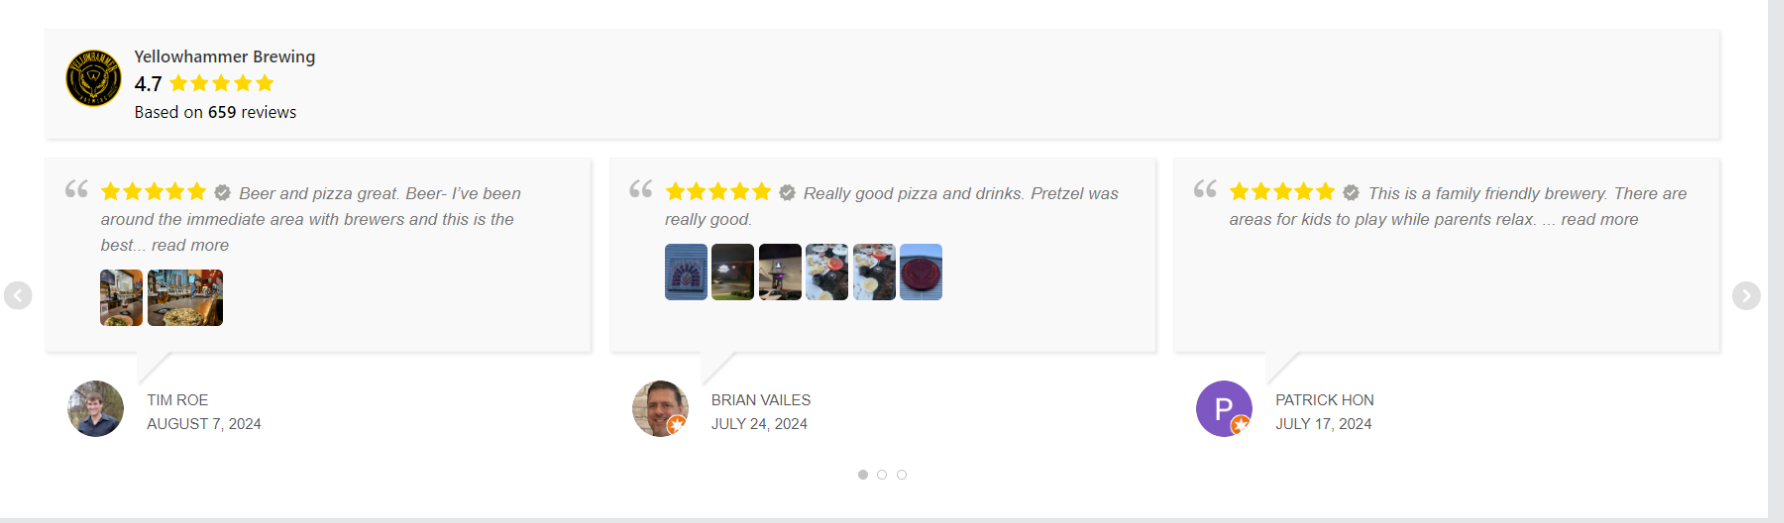 YELLOWHAMMER
Yellowhammer Brewing
4.7
Based on 659 reviews
Beer and pizza great. Beer- I've been
around the immediate area with brewers and this is the
best... read more
TIM ROE
AUGUST 7, 2024
Really good pizza and drinks. Pretzel was
really good.
BRIAN VAILES
JULY 24, 2024
This is a family friendly brewery. There are
areas for kids to play while parents relax. ... read more
P
PATRICK HON
JULY 17, 2024